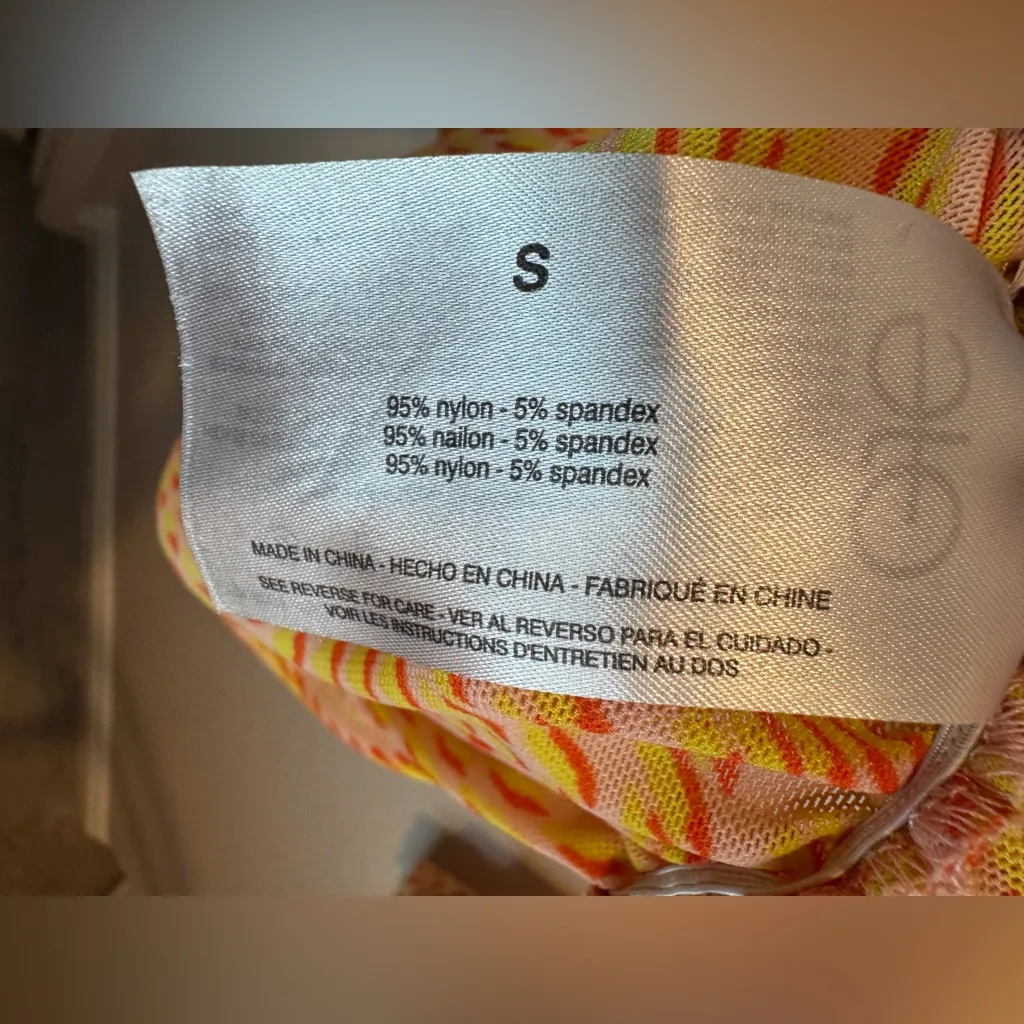 S
95% nylon - 5% spandex
95% nailon - 5% spandex
95% nylon - 5% spandex
MADE IN CHINA - HECHO EN CHINA - FABRIQUÉ EN CHINE
SEE REVERSE FOR CARE - VER AL REVERSO PARA EL CUIDADO -
VOIR LES INSTRUCTIONS D'ENTRETIEN AU DOS